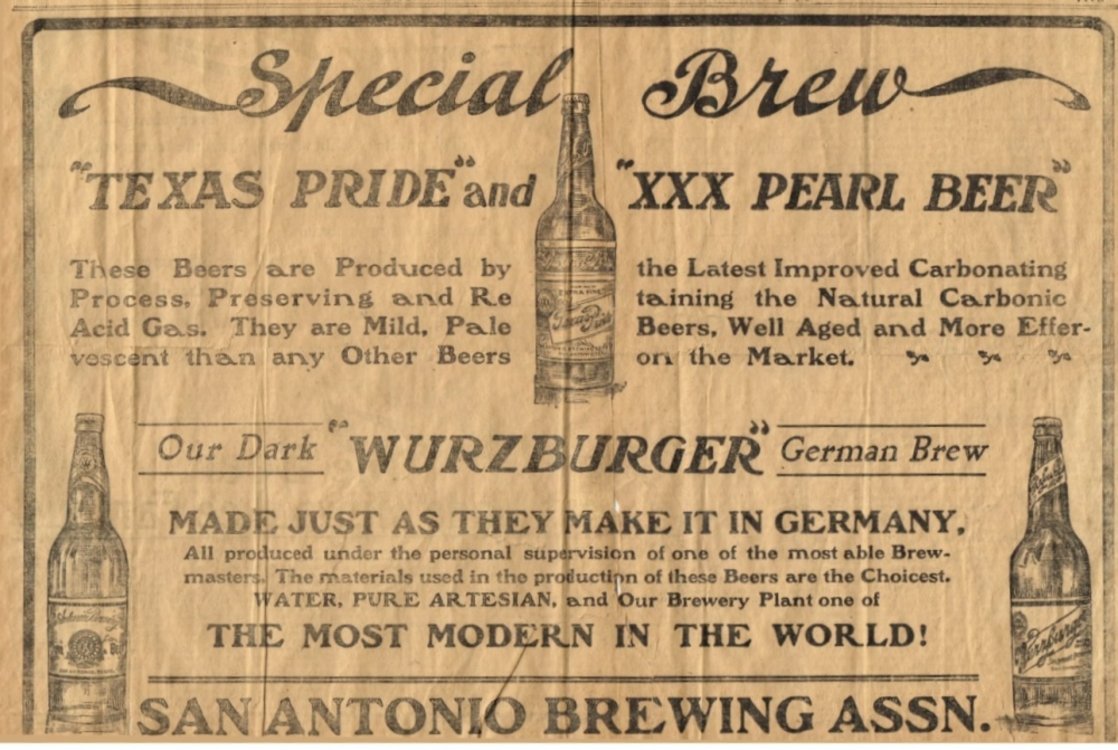 Special Brew
"TEXAS PRIDE" and "XXX PEARL BEER"
These Beers are Produced by the Latest Improved Carbonating
Process, Preserving and Re taining the Natural Carbonic
Acid Gas. They are Mild, Pale Beers, Well Aged and More Effer-
vescent than any Other Beers on the Market.
Our Dark "WURZBURGER" German Brew
MADE JUST AS THEY MAKE IT IN GERMANY,
All produced under the personal supervision of one of the most able Brew-
masters. The materials used in the production of these Beers are the Choicest.
WATER, PURE ARTESIAN, and Our Brewery Plant one of
THE MOST MODERN IN THE WORLD!
Texas Pride
Wurzburger
SAN ANTONIO BREWING ASSN.